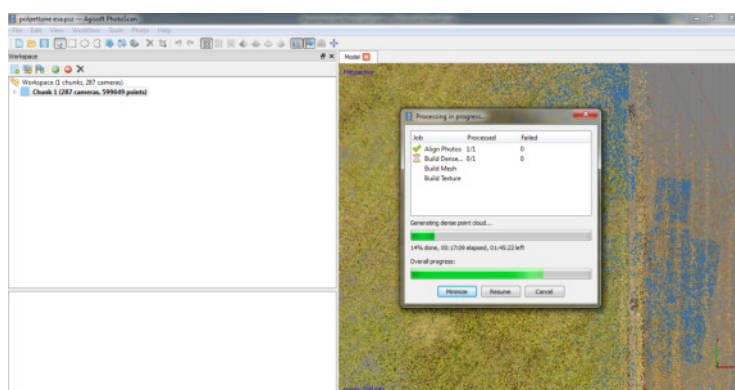 polpettone esa.psz — Agisoft PhotoScan
File Edit View Workflow Tools Photo Help
Workspace
Model
Workspace (1 chunks, 287 cameras)
Chunk 1 (287 cameras, 599649 points)
Perspective
Processing in progress...
Job Processed Failed
Align Photos 1/1 0
Build Dense... 0/1 0
Build Mesh
Build Texture
Generating dense point cloud...
14% done, 00:17:09 elapsed, 01:45:22 left
Overall progress:
Minimize Resume Cancel